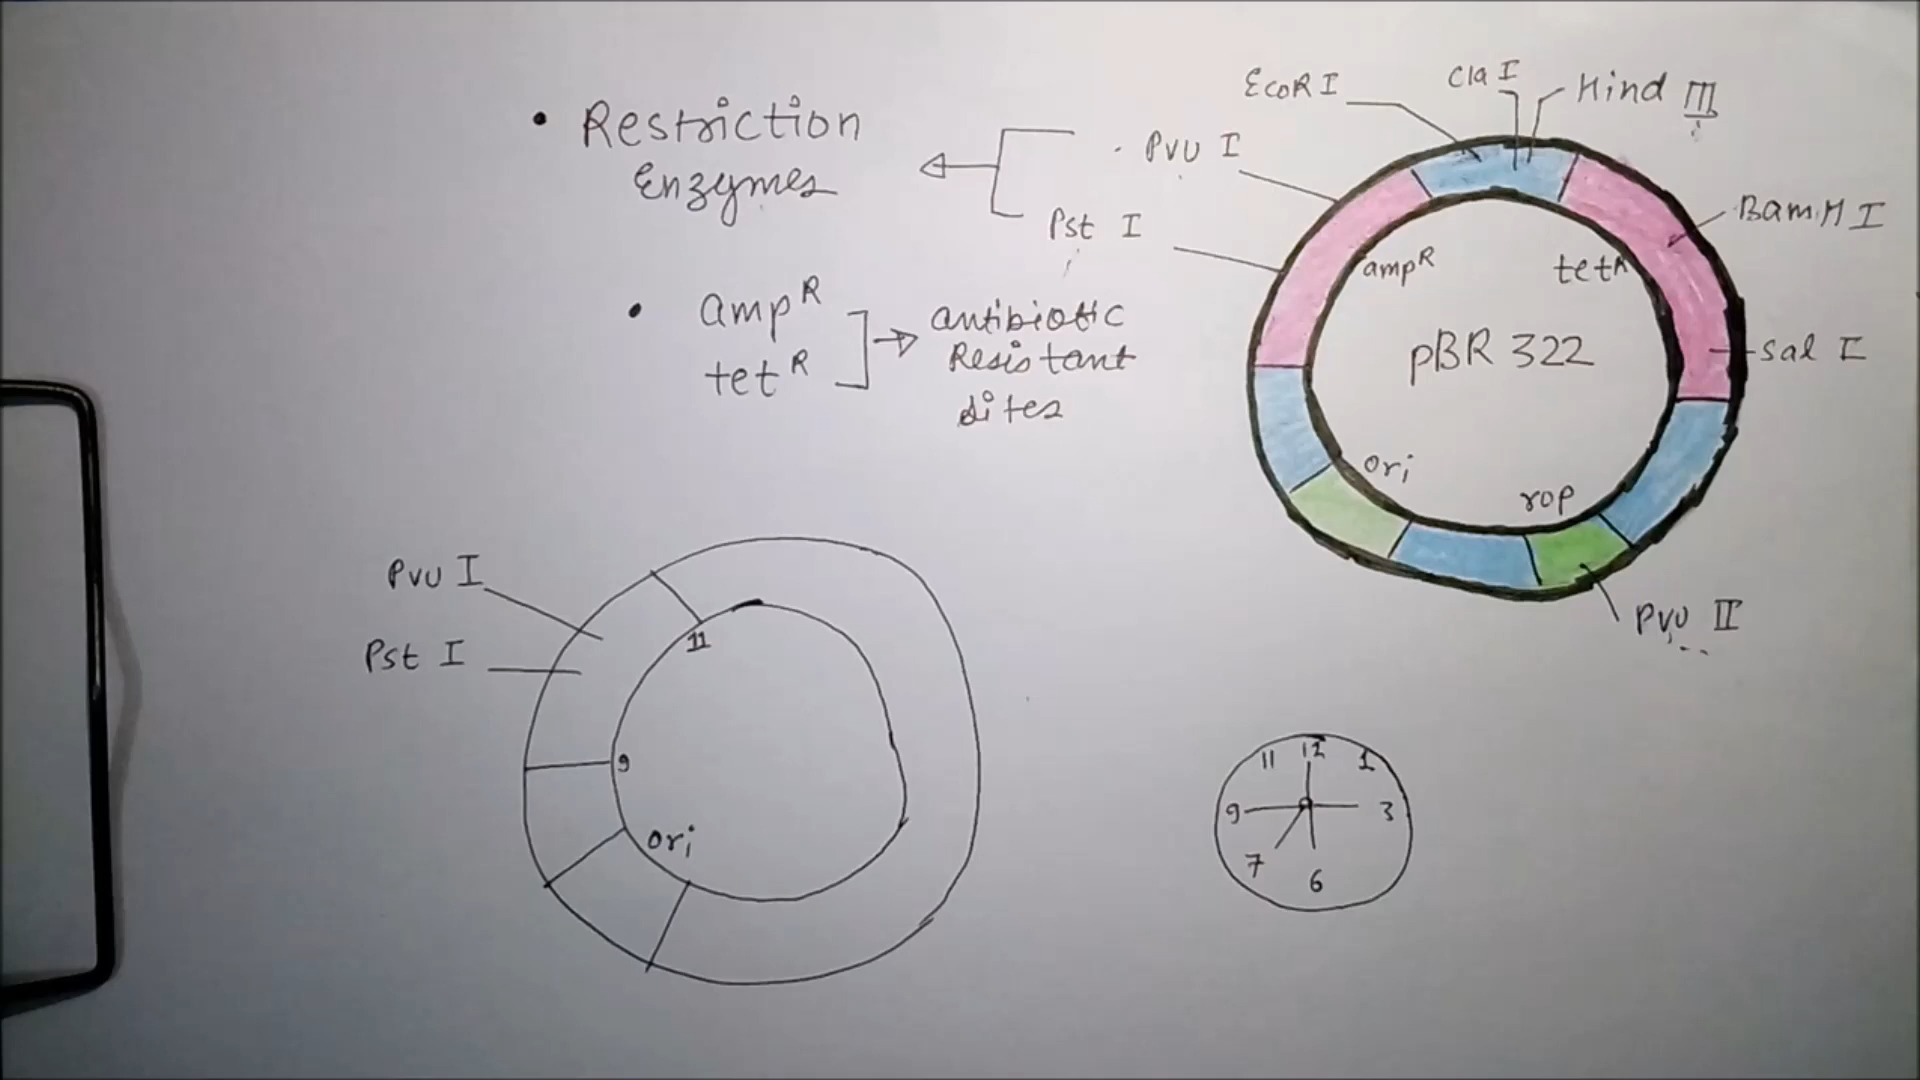 • Restriction
Enzymes
• ampᴿ
tetᴿ
antibiotic
Resistant
sites
EcoR I
Cla I
Hind III
Pvu I
Pst I
BamH I
Sal I
Pvu II
ampᴿ
tetᴿ
pBR 322
ori
rop
Pvu I
Pst I
11
9
ori
11 12 1
9 3
7 6